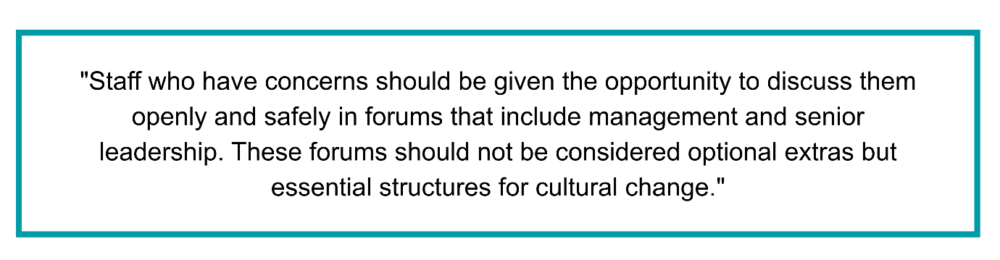 "Staff who have concerns should be given the opportunity to discuss them
openly and safely in forums that include management and senior
leadership. These forums should not be considered optional extras but
essential structures for cultural change."